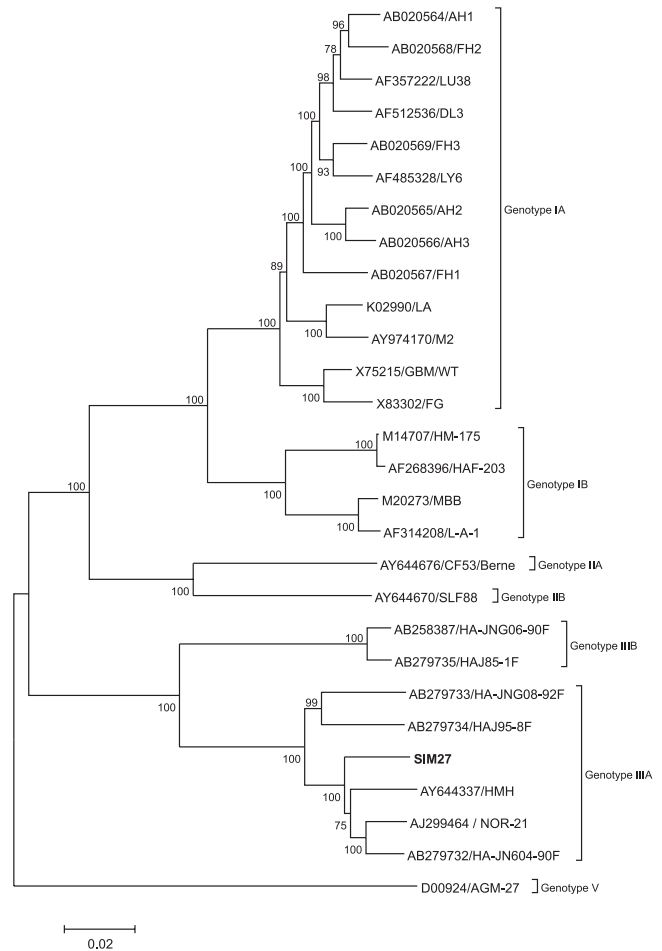 AB020564/AH1
96
AB020568/FH2
78
AF357222/LU38
98
AF512536/DL3
100
AB020569/FH3
93
AF485328/LY6
100
AB020565/AH2
Genotype IA
100
100
AB020566/AH3
89
AB020567/FH1
K02990/LA
100
100
AY974170/M2
X75215/GBM/WT
100
X83302/FG
100
M14707/HM-175
100
AF268396/HAF-203
Genotype IB
100
M20273/MBB
100
AF314208/L-A-1
100
AY644676/CF53/Berne
Genotype IIA
100
AY644670/SLF88
Genotype IIB
AB258387/HA-JNG06-90F
100
Genotype IIIB
AB279735/HAJ85-1F
100
AB279733/HA-JNG08-92F
99
AB279734/HAJ95-8F
100
SIM27
Genotype IIIA
100
AY644337/HMH
75
AJ299464 / NOR-21
100
AB279732/HA-JN604-90F
D00924/AGM-27
Genotype V
0.02